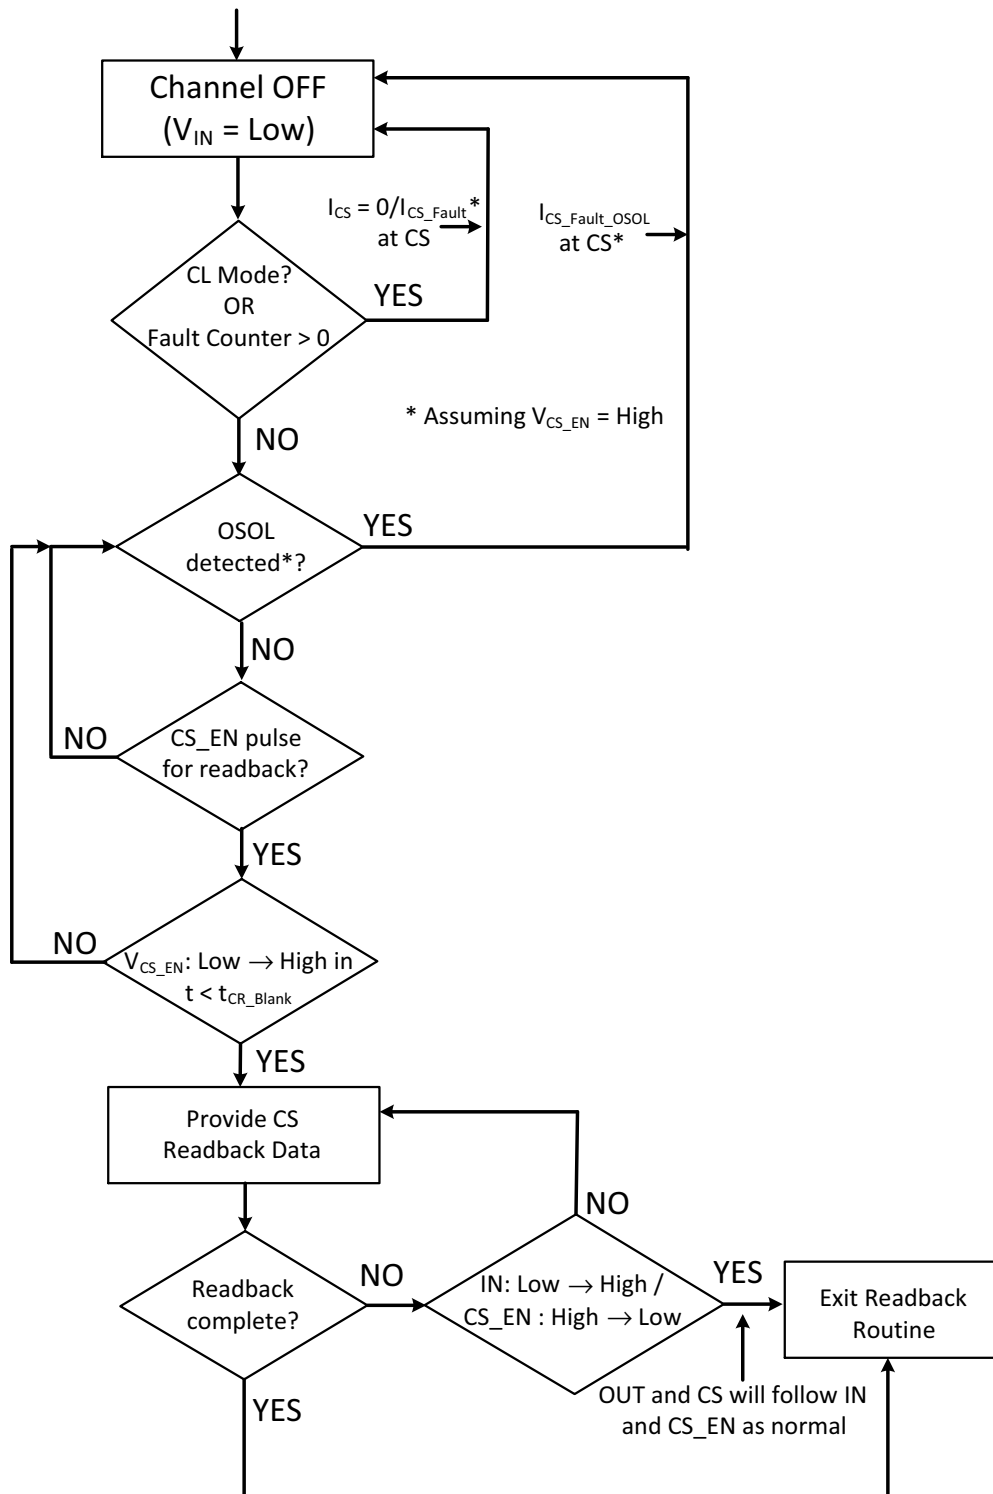 Channel OFF
(V_IN = Low)
I_CS = 0/I_CS_Fault*
at CS
I_CS_Fault_OSOL
at CS*
CL Mode?
OR
Fault Counter > 0
YES
* Assuming V_CS_EN = High
NO
OSOL
detected*?
YES
NO
CS_EN pulse
for readback?
NO
YES
V_CS_EN: Low → High in
t < t_CR_Blank
NO
YES
Provide CS
Readback Data
NO
Readback
complete?
NO
IN: Low → High /
CS_EN : High → Low
YES
Exit Readback
Routine
OUT and CS will follow IN
and CS_EN as normal
YES